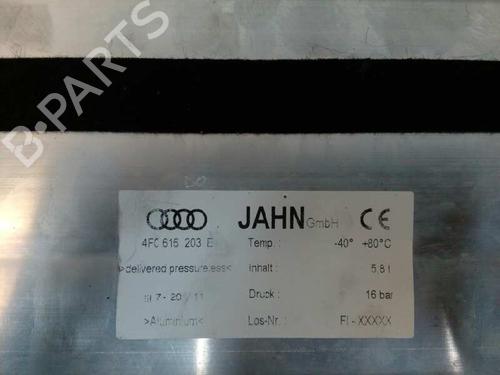 JAHN GmbH CE
4F0 616 203 E Temp.: -40° +80°C
>delivered pressureless< Inhalt: 5,8 l
Druck: 16 bar
>Aluminium< Los-Nr.: FI-XXXXX
B-PARTS